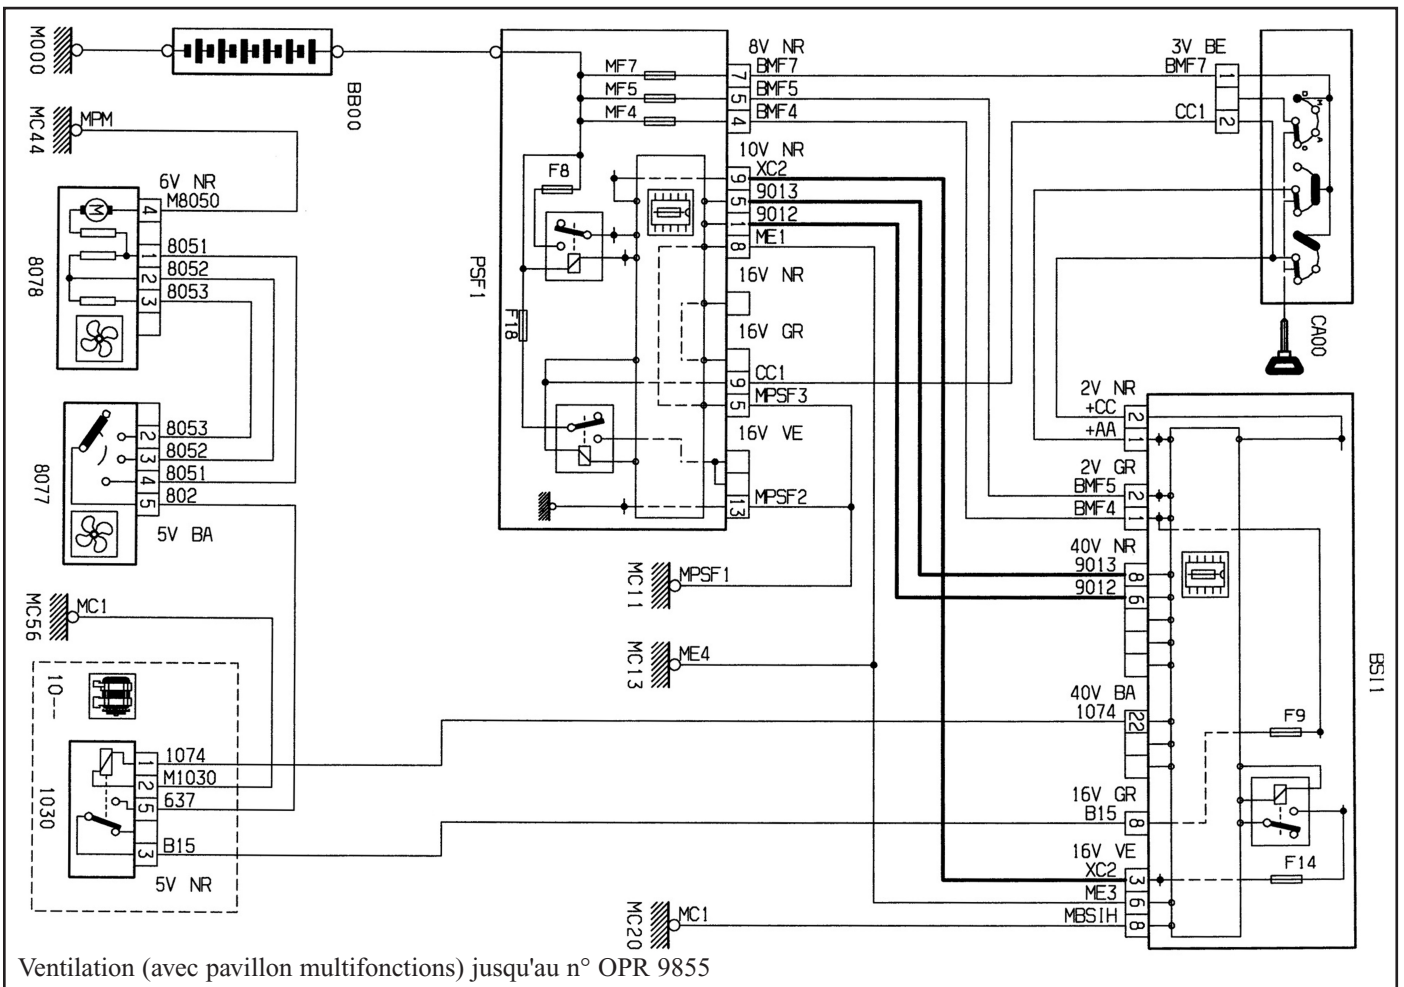 M000
BB00
MC44
MPM
6V NR
M8050
4
8051
1
8052
2
8053
3
M
8078
8053
2
8052
3
8051
4
802
5
5V BA
8077
MC56
MC1
10--
1074
1
M1030
2
637
5
B15
3
5V NR
1030
PSF1
MF7
MF5
MF4
F8
F18
8V NR
7
BMF7
5
BMF5
4
BMF4
10V NR
9
XC2
5
9013
1
9012
8
ME1
16V NR
16V GR
9
CC1
5
MPSF3
16V VE
13
MPSF2
MC11
MPSF1
MC13
ME4
MC20
MC1
3V BE
BMF7
1
CC1
2
CA00
2V NR
+CC
2
+AA
1
2V GR
BMF5
2
BMF4
1
40V NR
9013
8
9012
6
40V BA
1074
22
16V GR
B15
8
16V VE
XC2
3
ME3
6
MBSIH
8
BSI1
F9
F14
Ventilation (avec pavillon multifonctions) jusqu'au n° OPR 9855